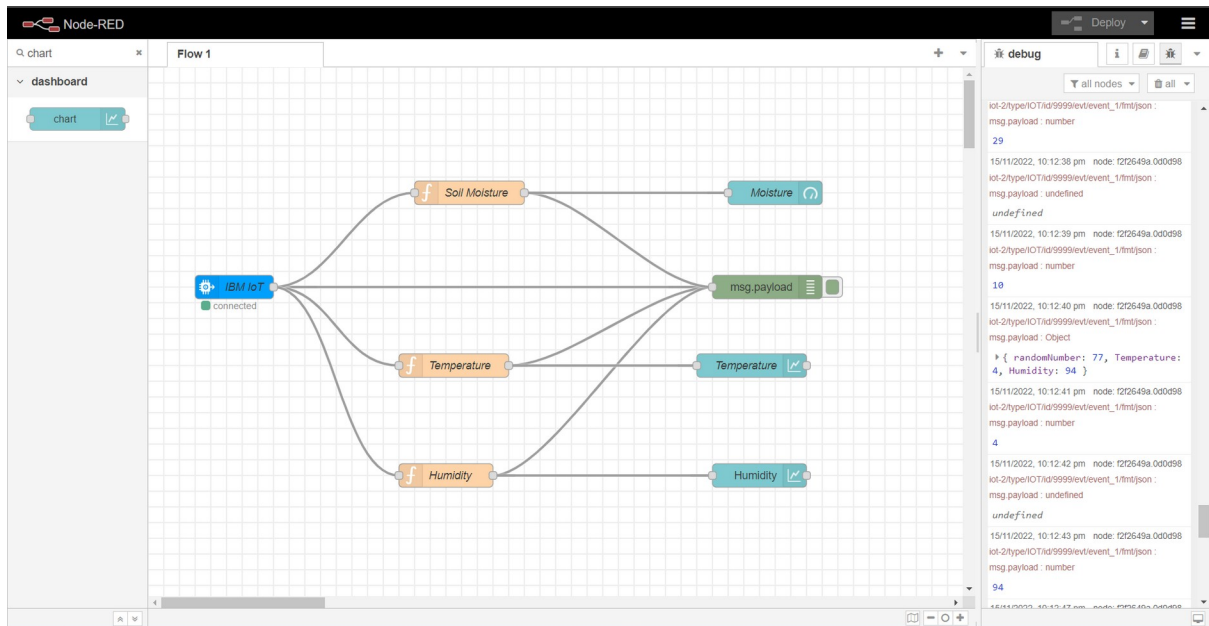 Node-RED
Deploy
chart
Flow 1
debug
i
all nodes
all
dashboard
chart
Soil Moisture
Moisture
IBM IoT
connected
msg.payload
Temperature
Temperature
Humidity
Humidity
iot-2/type/IOT/id/9999/evt/event_1/fmt/json :
msg.payload : number
29
15/11/2022, 10:12:38 pm node: f2f2649a.0d0d98
iot-2/type/IOT/id/9999/evt/event_1/fmt/json :
msg.payload : undefined
undefined
15/11/2022, 10:12:39 pm node: f2f2649a.0d0d98
iot-2/type/IOT/id/9999/evt/event_1/fmt/json :
msg.payload : number
10
15/11/2022, 10:12:40 pm node: f2f2649a.0d0d98
iot-2/type/IOT/id/9999/evt/event_1/fmt/json :
msg.payload : Object
{ randomNumber: 77, Temperature:
4, Humidity: 94 }
15/11/2022, 10:12:41 pm node: f2f2649a.0d0d98
iot-2/type/IOT/id/9999/evt/event_1/fmt/json :
msg.payload : number
4
15/11/2022, 10:12:42 pm node: f2f2649a.0d0d98
iot-2/type/IOT/id/9999/evt/event_1/fmt/json :
msg.payload : undefined
undefined
15/11/2022, 10:12:43 pm node: f2f2649a.0d0d98
iot-2/type/IOT/id/9999/evt/event_1/fmt/json :
msg.payload : number
94